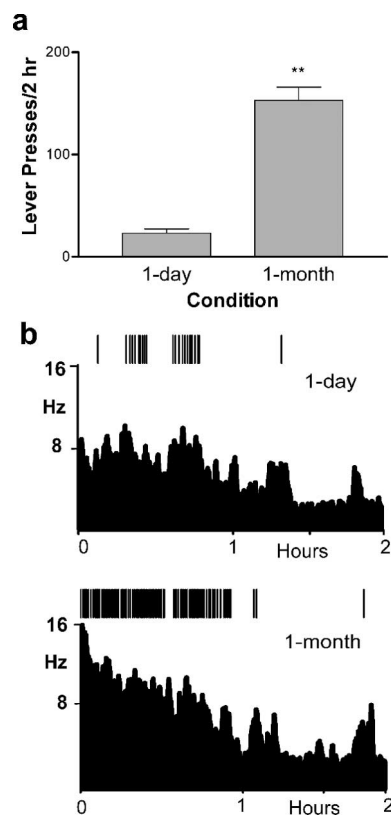 a
Lever Presses/2 hr
200
100
0
**
1-day
1-month
Condition
b
16
Hz
8
1-day
0
1
Hours
2
16
Hz
8
1-month
0
1
Hours
2